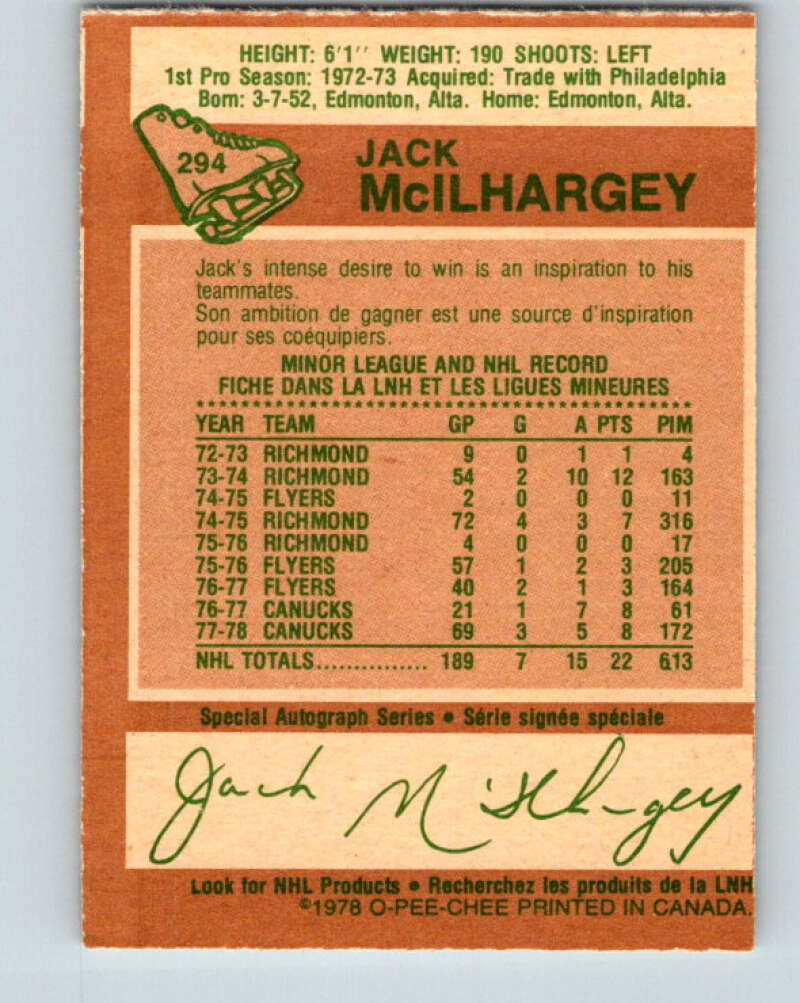 HEIGHT: 6'1'' WEIGHT: 190 SHOOTS: LEFT
1st Pro Season: 1972-73 Acquired: Trade with Philadelphia
Born: 3-7-52, Edmonton, Alta. Home: Edmonton, Alta.
294
JACK
McILHARGEY
Jack's intense desire to win is an inspiration to his
teammates.
Son ambition de gagner est une source d'inspiration
pour ses coéquipiers.
MINOR LEAGUE AND NHL RECORD
FICHE DANS LA LNH ET LES LIGUES MINEURES
YEAR TEAM GP G A PTS PIM
72-73 RICHMOND 9 0 1 1 4
73-74 RICHMOND 54 2 10 12 163
74-75 FLYERS 2 0 0 0 11
74-75 RICHMOND 72 4 3 7 316
75-76 RICHMOND 4 0 0 0 17
75-76 FLYERS 57 1 2 3 205
76-77 FLYERS 40 2 1 3 164
76-77 CANUCKS 21 1 7 8 61
77-78 CANUCKS 69 3 5 8 172
NHL TOTALS............... 189 7 15 22 613
Special Autograph Series • Série signée spéciale
Jack McIlhargey
Look for NHL Products • Recherchez les produits de la LNH
©1978 O-PEE-CHEE PRINTED IN CANADA.